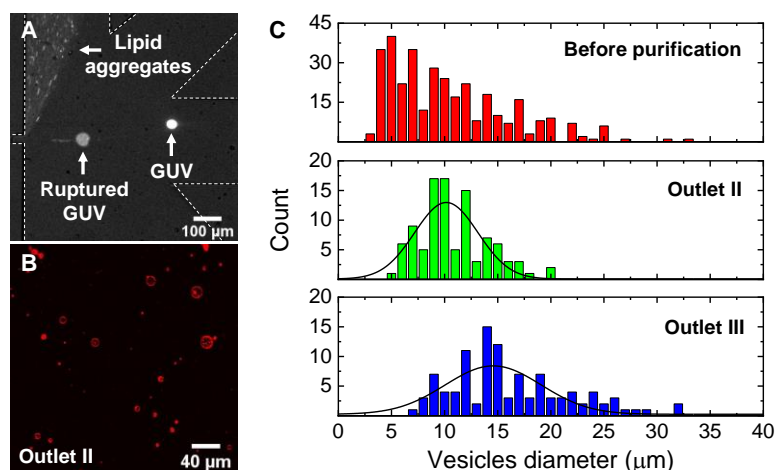 A
Lipid
aggregates
GUV
Ruptured
GUV
100 µm
B
Outlet II
40 µm
C
Before purification
45
30
15
Outlet II
20
15
10
5
Outlet III
20
15
10
5
0 5 10 15 20 25 30 35 40
Count
Vesicles diameter (µm)